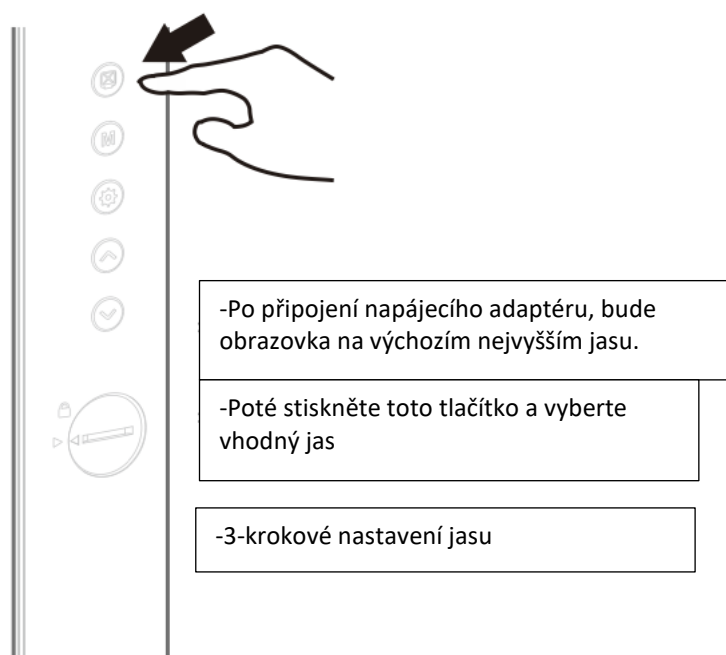 M
-Po připojení napájecího adaptéru, bude
obrazovka na výchozím nejvyšším jasu.
-Poté stiskněte toto tlačítko a vyberte
vhodný jas
-3-krokové nastavení jasu